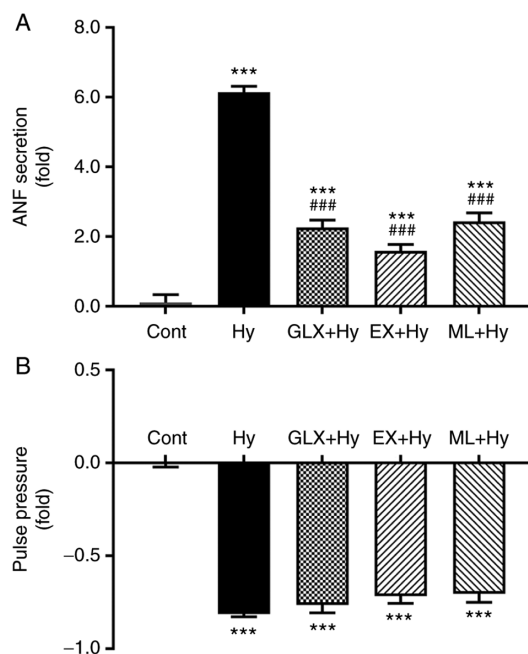 A
8.0
6.0
4.0
2.0
0.0
ANF secretion
(fold)
***
***
###
***
###
***
###
Cont Hy GLX+Hy EX+Hy ML+Hy
B
0.5
0.0
−0.5
−1.0
Pulse pressure
(fold)
Cont Hy GLX+Hy EX+Hy ML+Hy
*** *** *** ***